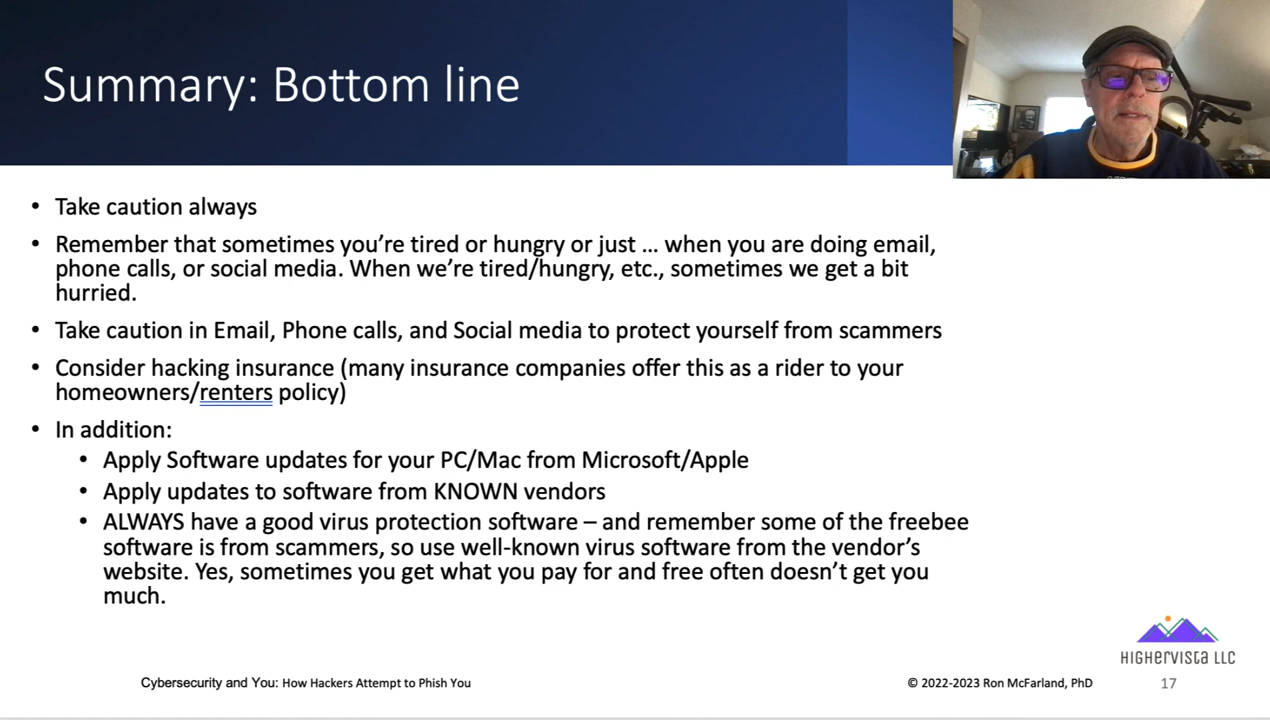 Summary: Bottom line
• Take caution always
• Remember that sometimes you’re tired or hungry or just … when you are doing email,
phone calls, or social media. When we’re tired/hungry, etc., sometimes we get a bit
hurried.
• Take caution in Email, Phone calls, and Social media to protect yourself from scammers
• Consider hacking insurance (many insurance companies offer this as a rider to your
homeowners/renters policy)
• In addition:
• Apply Software updates for your PC/Mac from Microsoft/Apple
• Apply updates to software from KNOWN vendors
• ALWAYS have a good virus protection software – and remember some of the freebee
software is from scammers, so use well-known virus software from the vendor’s
website. Yes, sometimes you get what you pay for and free often doesn’t get you
much.
HIGHERVISTA LLC
Cybersecurity and You: How Hackers Attempt to Phish You
© 2022-2023 Ron McFarland, PhD
17